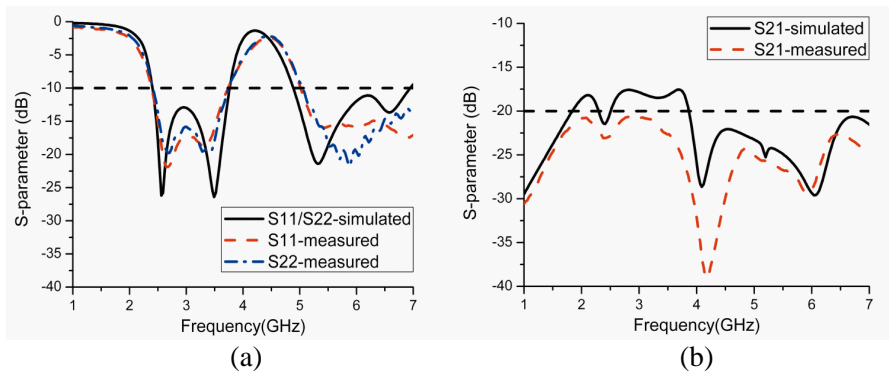 0
-5
-10
-15
-20
-25
-30
-35
-40
S-parameter (dB)
S11/S22-simulated
S11-measured
S22-measured
1 2 3 4 5 6 7
Frequency(GHz)
(a)
-10
-15
-20
-25
-30
-35
-40
S-parameter (dB)
S21-simulated
S21-measured
1 2 3 4 5 6 7
Frequency(GHz)
(b)